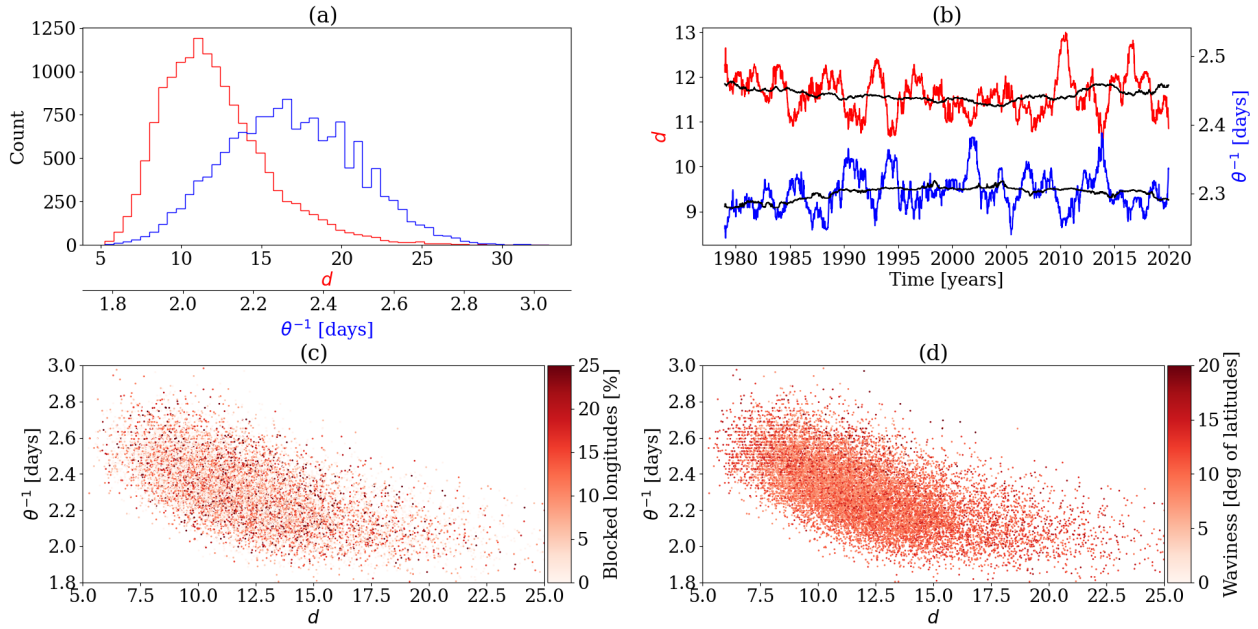 (a)
1250
1000
750
500
250
0
Count
5 10 15 20 25 30
d
1.8 2.0 2.2 2.4 2.6 2.8 3.0
θ⁻¹ [days]
(b)
13
12
11
10
9
d
2.5
2.4
2.3
θ⁻¹ [days]
1980 1985 1990 1995 2000 2005 2010 2015 2020
Time [years]
(c)
3.0
2.8
2.6
2.4
2.2
2.0
1.8
θ⁻¹ [days]
5.0 7.5 10.0 12.5 15.0 17.5 20.0 22.5 25.0
d
25
20
15
10
5
0
Blocked longitudes [%]
(d)
3.0
2.8
2.6
2.4
2.2
2.0
1.8
θ⁻¹ [days]
5.0 7.5 10.0 12.5 15.0 17.5 20.0 22.5 25.0
d
20
15
10
5
0
Waviness [deg of latitudes]